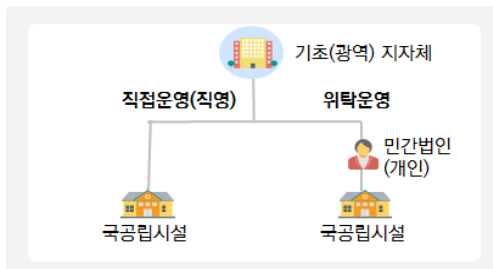 기초(광역) 지자체
직접운영(직영)
위탁운영
민간법인
(개인)
국공립시설
국공립시설